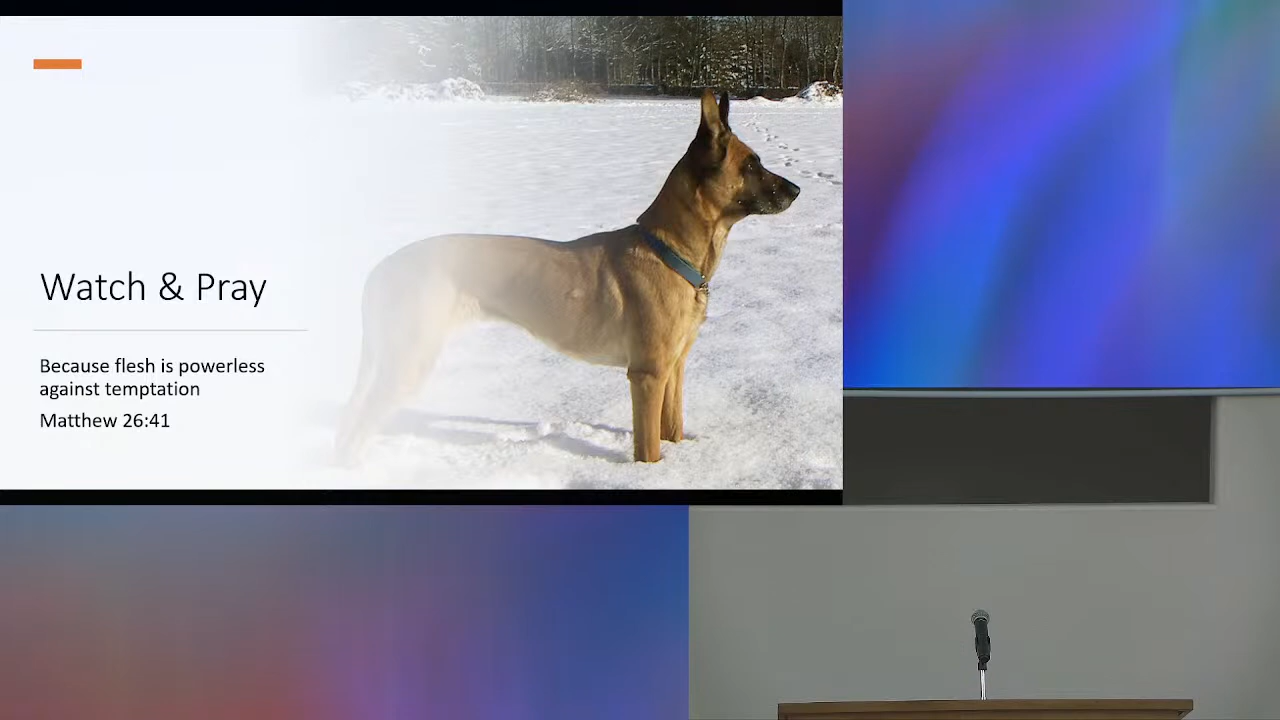 Watch & Pray
Because flesh is powerless
against temptation
Matthew 26:41